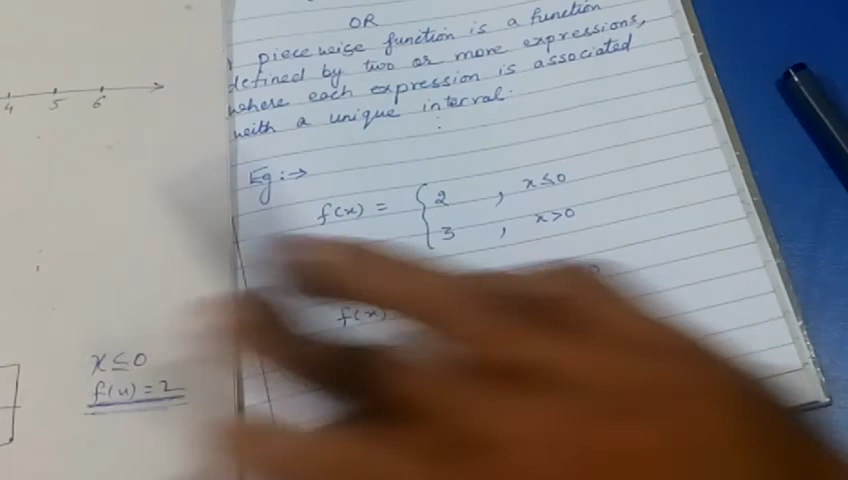 4 5 6
OR
piece weise function is a function
defined by two or more expressions,
where each expression is associated
with a unique interval.
Eg:→
f(x) = { 2 , x≤0
3 , x>0
f(x)
x≤0
f(x) = 2